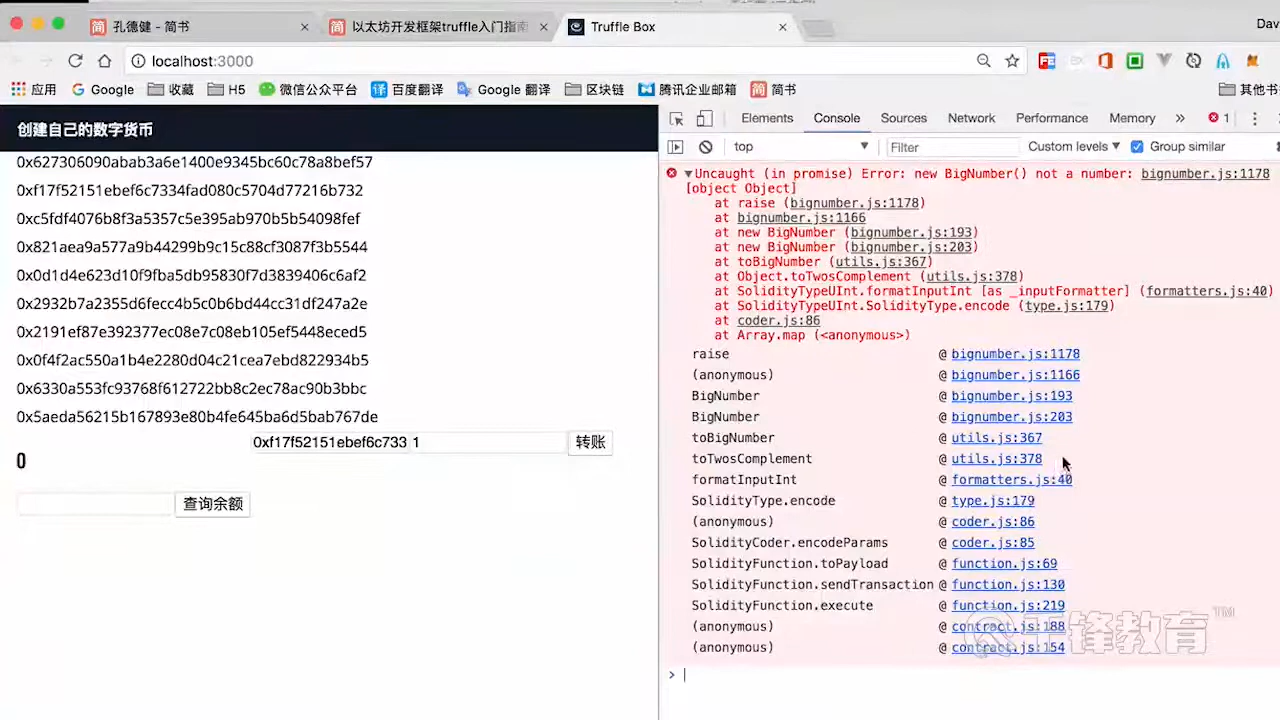 孔德健 - 简书
以太坊开发框架truffle入门指南
Truffle Box
Dav
localhost:3000
应用
Google
收藏
H5
微信公众平台
百度翻译
Google 翻译
区块链
腾讯企业邮箱
简书
其他书
创建自己的数字货币
0x627306090abab3a6e1400e9345bc60c78a8bef57
0xf17f52151ebef6c7334fad080c5704d77216b732
0xc5fdf4076b8f3a5357c5e395ab970b5b54098fef
0x821aea9a577a9b44299b9c15c88cf3087f3b5544
0x0d1d4e623d10f9fba5db95830f7d3839406c6af2
0x2932b7a2355d6fecc4b5c0b6bd44cc31df247a2e
0x2191ef87e392377ec08e7c08eb105ef5448eced5
0x0f4f2ac550a1b4e2280d04c21cea7ebd822934b5
0x6330a553fc93768f612722bb8c2ec78ac90b3bbc
0x5aeda56215b167893e80b4fe645ba6d5bab767de
0xf17f52151ebef6c733 1 转账
0
查询余额
Elements Console Sources Network Performance Memory » 1
top Filter Custom levels Group similar
Uncaught (in promise) Error: new BigNumber() not a number: bignumber.js:1178
[object Object]
at raise (bignumber.js:1178)
at bignumber.js:1166
at new BigNumber (bignumber.js:193)
at new BigNumber (bignumber.js:203)
at toBigNumber (utils.js:367)
at Object.toTwosComplement (utils.js:378)
at SolidityTypeUInt.formatInputInt [as _inputFormatter] (formatters.js:40)
at SolidityTypeUInt.SolidityType.encode (type.js:179)
at coder.js:86
at Array.map (<anonymous>)
raise @ bignumber.js:1178
(anonymous) @ bignumber.js:1166
BigNumber @ bignumber.js:193
BigNumber @ bignumber.js:203
toBigNumber @ utils.js:367
toTwosComplement @ utils.js:378
formatInputInt @ formatters.js:40
SolidityType.encode @ type.js:179
(anonymous) @ coder.js:86
SolidityCoder.encodeParams @ coder.js:85
SolidityFunction.toPayload @ function.js:69
SolidityFunction.sendTransaction @ function.js:130
SolidityFunction.execute @ function.js:219
(anonymous) @ contract.js:188
(anonymous) @ contract.js:154
千锋教育™
>